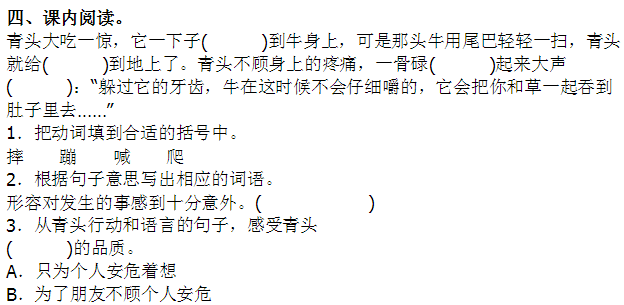 四、课内阅读。
青头大吃一惊，它一下子(　　　)到牛身上，可是那头牛用尾巴轻轻一扫，青头
就给(　　　)到地上了。青头不顾身上的疼痛，一骨碌(　　　)起来大声
(　　　)：“躲过它的牙齿，牛在这时候不会仔细嚼的，它会把你和草一起吞到
肚子里去……”
1．把动词填到合适的括号中。
摔　　蹦　　喊　　爬
2．根据句子意思写出相应的词语。
形容对发生的事感到十分意外。(　　　　　　)
3．从青头行动和语言的句子，感受青头
(　　　)的品质。
A．只为个人安危着想
B．为了朋友不顾个人安危